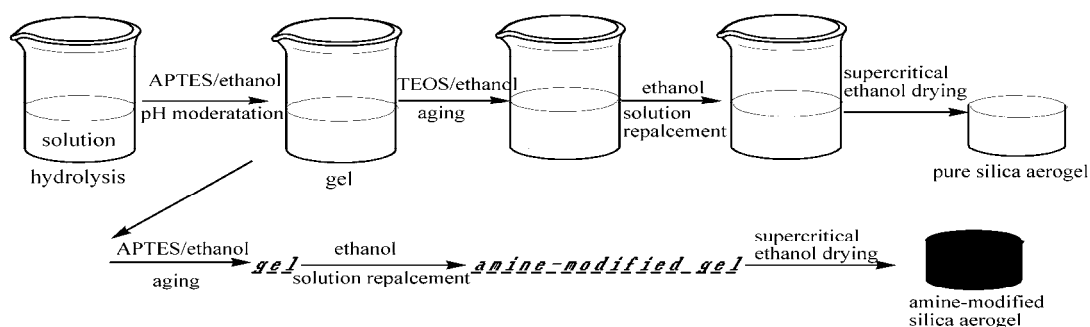 APTES/ethanol
pH moderatation
TEOS/ethanol
aging
ethanol
solution
repalcement
supercritical
ethanol drying
solution
hydrolysis
gel
pure silica aerogel
APTES/ethanol
aging
gel
ethanol
solution repalcement
amine-modified gel
supercritical
ethanol drying
amine-modified
silica aerogel